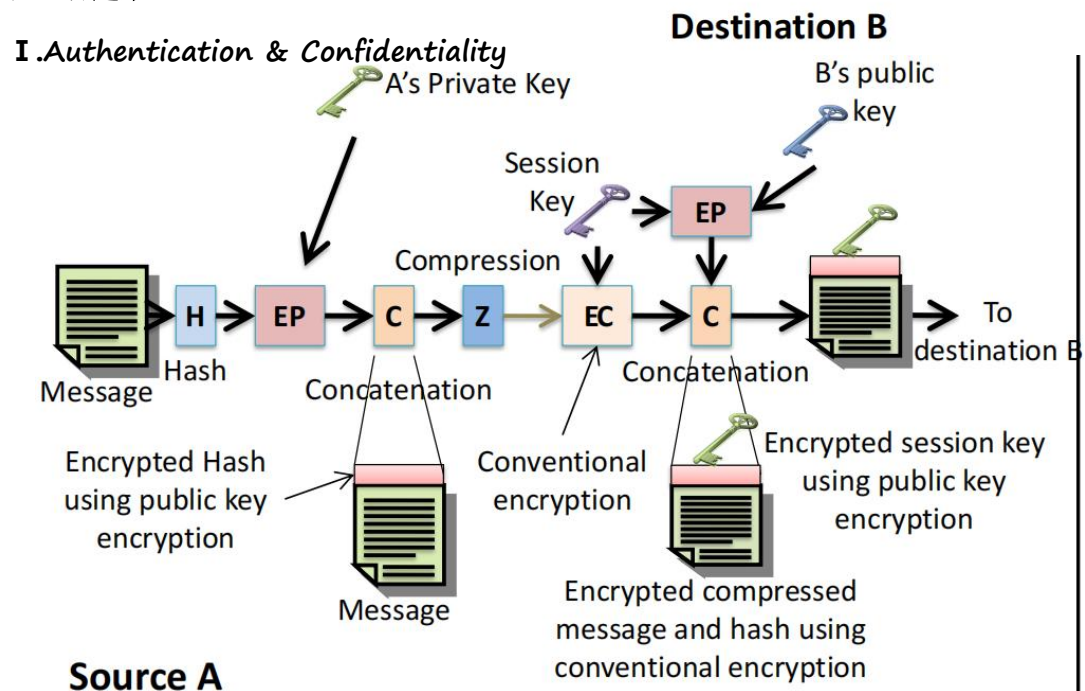 Destination B
I.Authentication & Confidentiality
A's Private Key
B's public
key
Session
Key
EP
Compression
H
EP
C
Z
EC
C
To
destination B
Hash
Message
Concatenation
Concatenation
Encrypted Hash
using public key
encryption
Conventional
encryption
Encrypted session key
using public key
encryption
Message
Encrypted compressed
message and hash using
conventional encryption
Source A